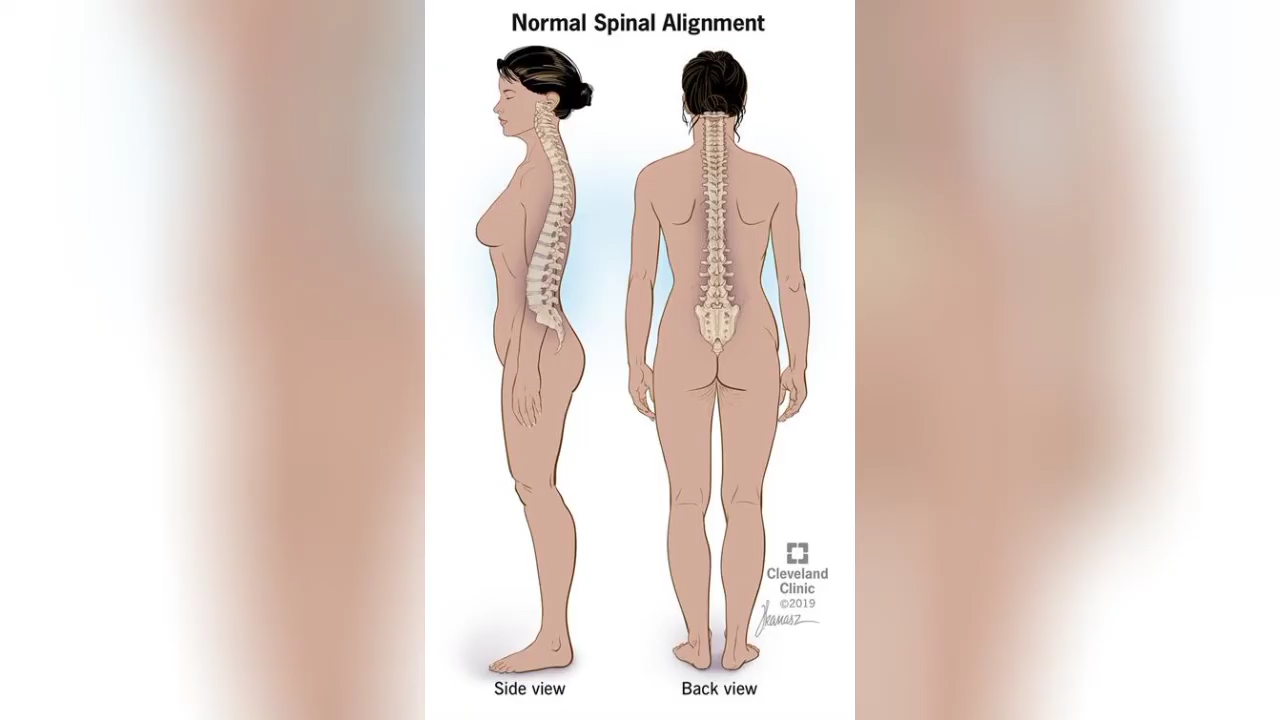 Normal Spinal Alignment
Cleveland
Clinic
©2019
Side view
Back view